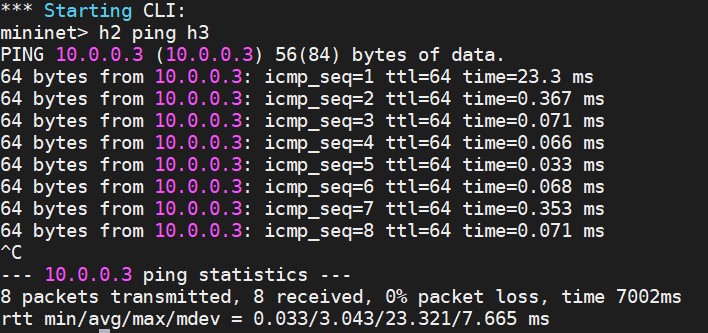 *** Starting CLI:
mininet> h2 ping h3
PING 10.0.0.3 (10.0.0.3) 56(84) bytes of data.
64 bytes from 10.0.0.3: icmp_seq=1 ttl=64 time=23.3 ms
64 bytes from 10.0.0.3: icmp_seq=2 ttl=64 time=0.367 ms
64 bytes from 10.0.0.3: icmp_seq=3 ttl=64 time=0.071 ms
64 bytes from 10.0.0.3: icmp_seq=4 ttl=64 time=0.066 ms
64 bytes from 10.0.0.3: icmp_seq=5 ttl=64 time=0.033 ms
64 bytes from 10.0.0.3: icmp_seq=6 ttl=64 time=0.068 ms
64 bytes from 10.0.0.3: icmp_seq=7 ttl=64 time=0.353 ms
64 bytes from 10.0.0.3: icmp_seq=8 ttl=64 time=0.071 ms
^C
--- 10.0.0.3 ping statistics ---
8 packets transmitted, 8 received, 0% packet loss, time 7002ms
rtt min/avg/max/mdev = 0.033/3.043/23.321/7.665 ms